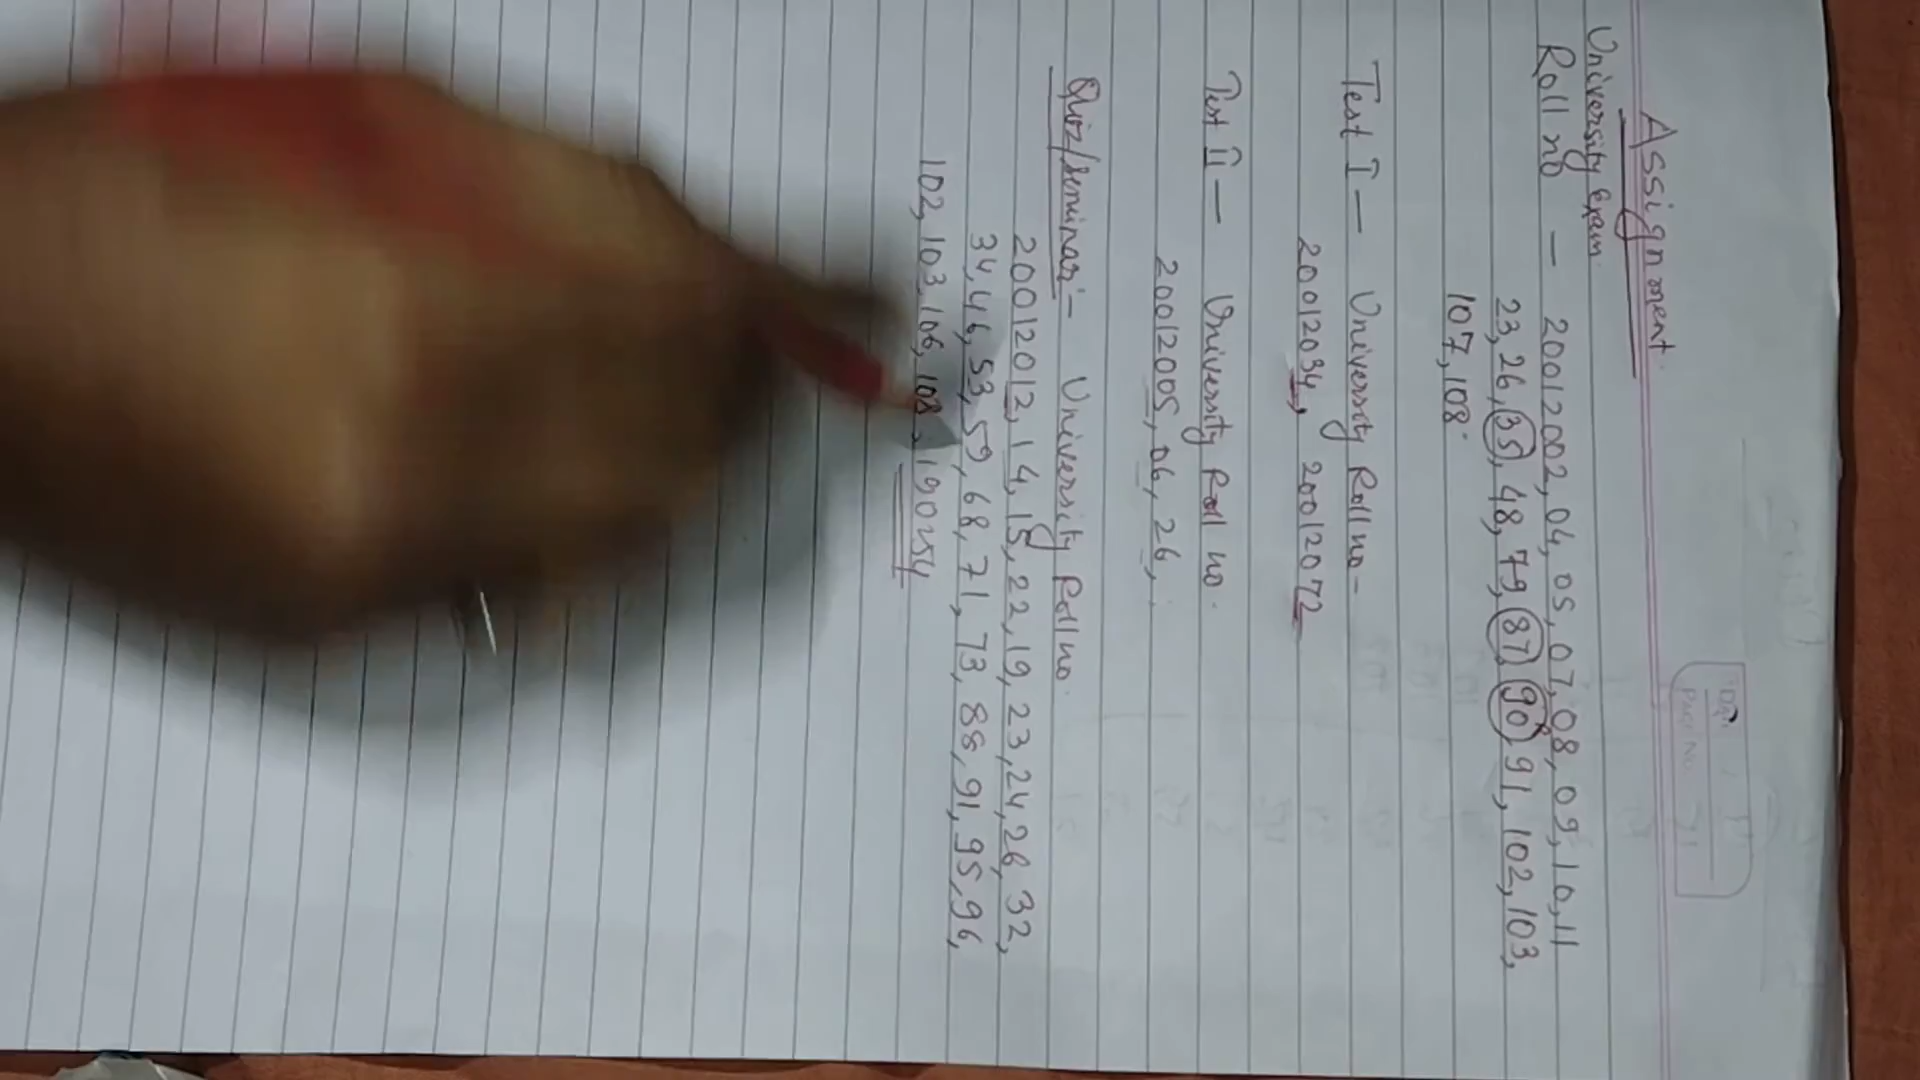 Assignment
University Exam
Roll no — 20012002, 04, 05, 07, 08, 09, 10, 11
23, 26, 35, 48, 79, 87, 90, 91, 102, 103,
107, 108.
Test I — University Roll no -
20012034, 20012072
Test II — University Roll no.
20012005, 06, 26,
Quiz/Seminar:- University Roll no.
20012012, 14, 15, 22, 19, 23, 24, 26, 32,
34, 46, 53, 59, 68, 71, 73, 88, 91, 95, 96,
102, 103, 106, 108, 190254